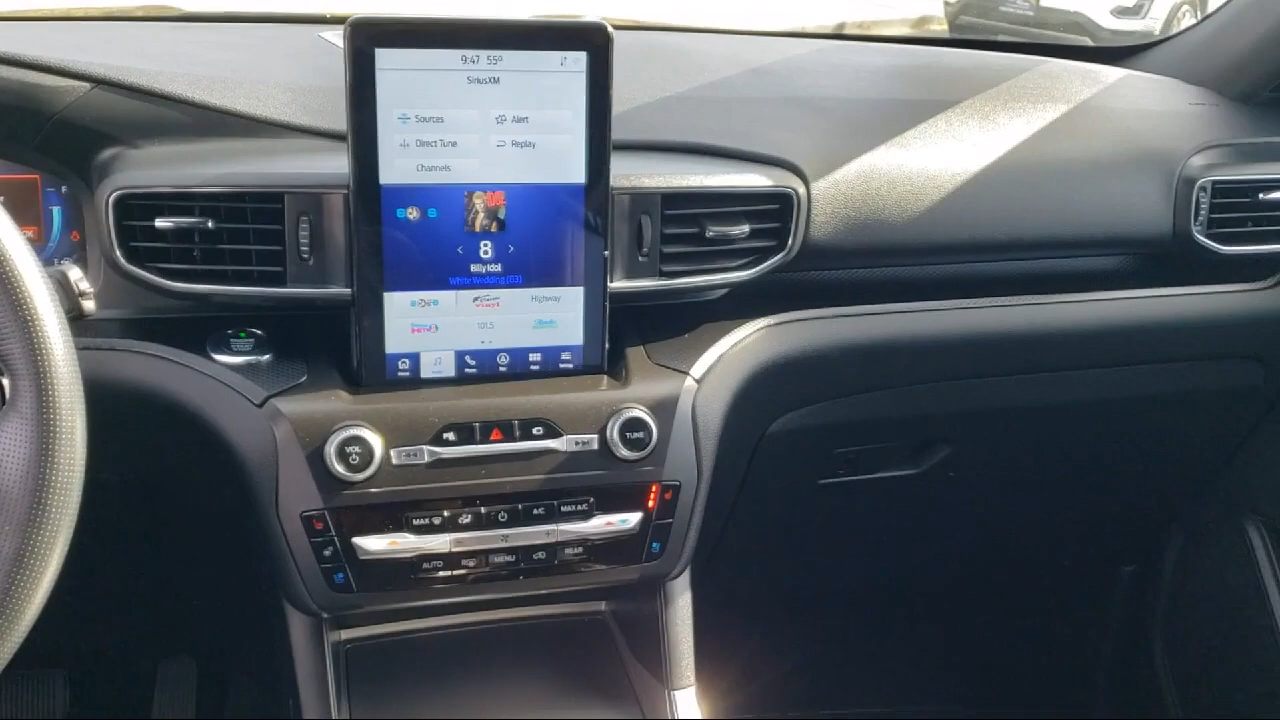 9:47 55°
SiriusXM
Sources
Alert
Direct Tune
Replay
Channels
8
Billy Idol
White Wedding (83)
vinyl
Highway
101.5
F
VOL
TUNE
MAX
A/C
MAX A/C
AUTO
R
MENU
REAR